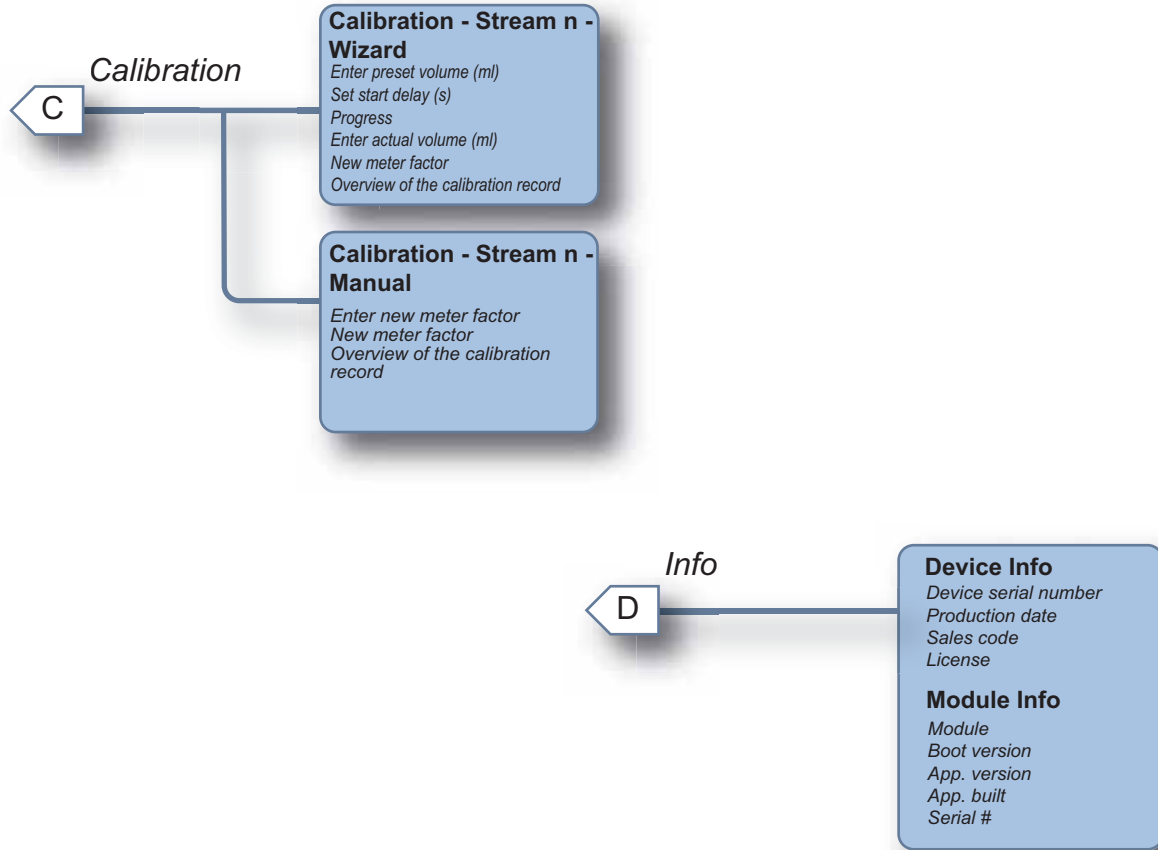 Calibration
C
Calibration - Stream n -
Wizard
Enter preset volume (ml)
Set start delay (s)
Progress
Enter actual volume (ml)
New meter factor
Overview of the calibration record
Calibration - Stream n -
Manual
Enter new meter factor
New meter factor
Overview of the calibration
record
Info
D
Device Info
Device serial number
Production date
Sales code
License
Module Info
Module
Boot version
App. version
App. built
Serial #